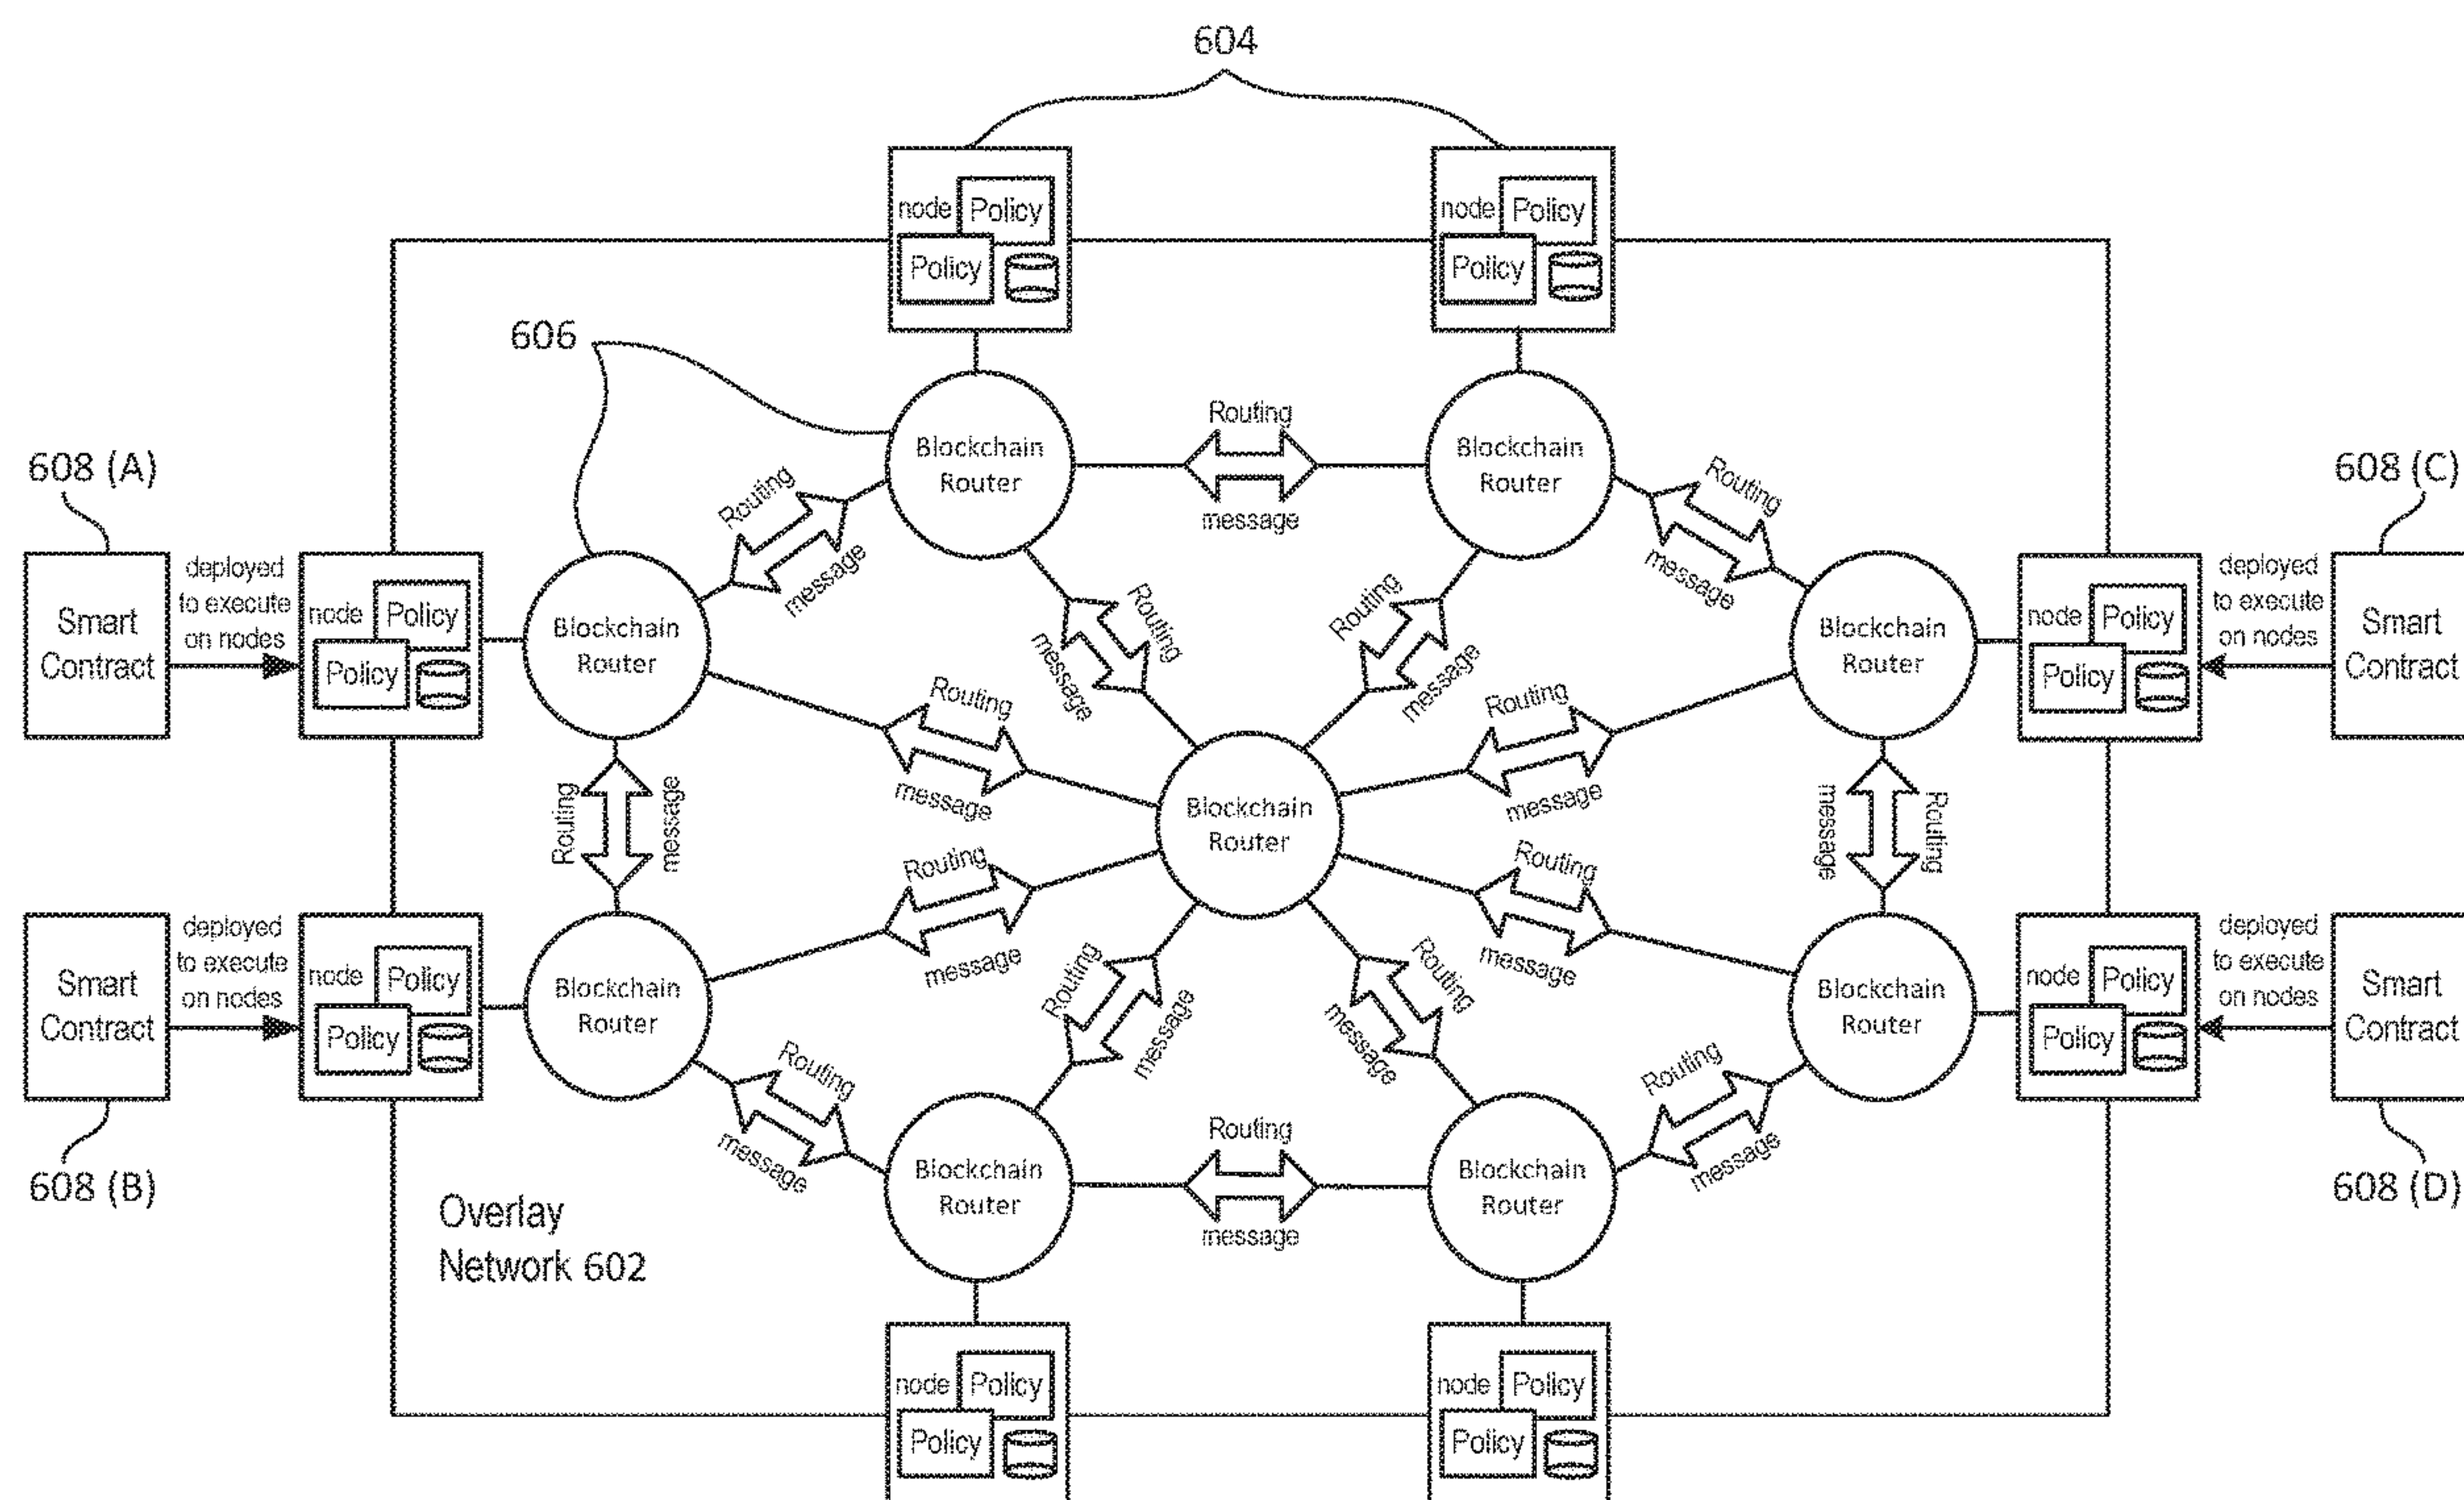 604
node Policy
Policy
node Policy
Policy
606
Routing
message
Blockchain
Router
Blockchain
Router
Routing
message
Routing
message
608 (A)
608 (C)
Smart
Contract
deployed
to execute
on nodes
node Policy
Policy
Blockchain
Router
Routing
message
Routing
message
Blockchain
Router
node Policy
Policy
deployed
to execute
on nodes
Smart
Contract
Routing
message
Routing
message
Routing
message
Blockchain
Router
Routing
message
Routing
message
Routing
message
608 (B)
Smart
Contract
deployed
to execute
on nodes
node Policy
Policy
Blockchain
Router
Routing
message
Routing
message
Blockchain
Router
node Policy
Policy
deployed
to execute
on nodes
Smart
Contract
608 (D)
Routing
message
Routing
message
Routing
message
Blockchain
Router
Blockchain
Router
Overlay
Network 602
node Policy
Policy
node Policy
Policy